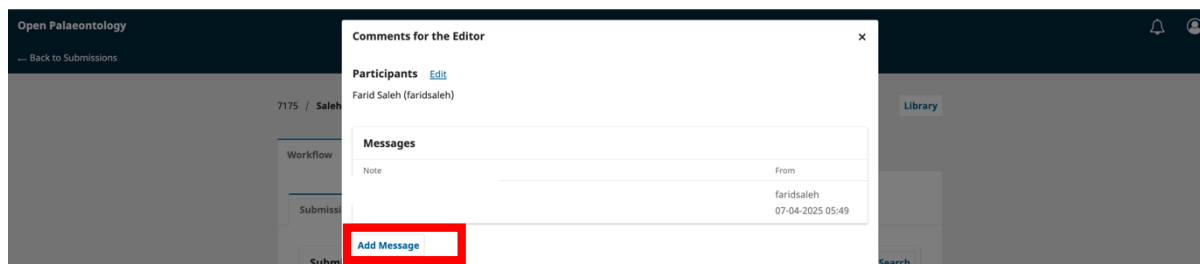 Open Palaeontology
← Back to Submissions
Comments for the Editor
×
Participants Edit
Farid Saleh (faridsaleh)
7175 / Saleh
Library
Messages
Workflow
Note From
faridsaleh
07-04-2025 05:49
Submissi
Add Message
Subm
Search